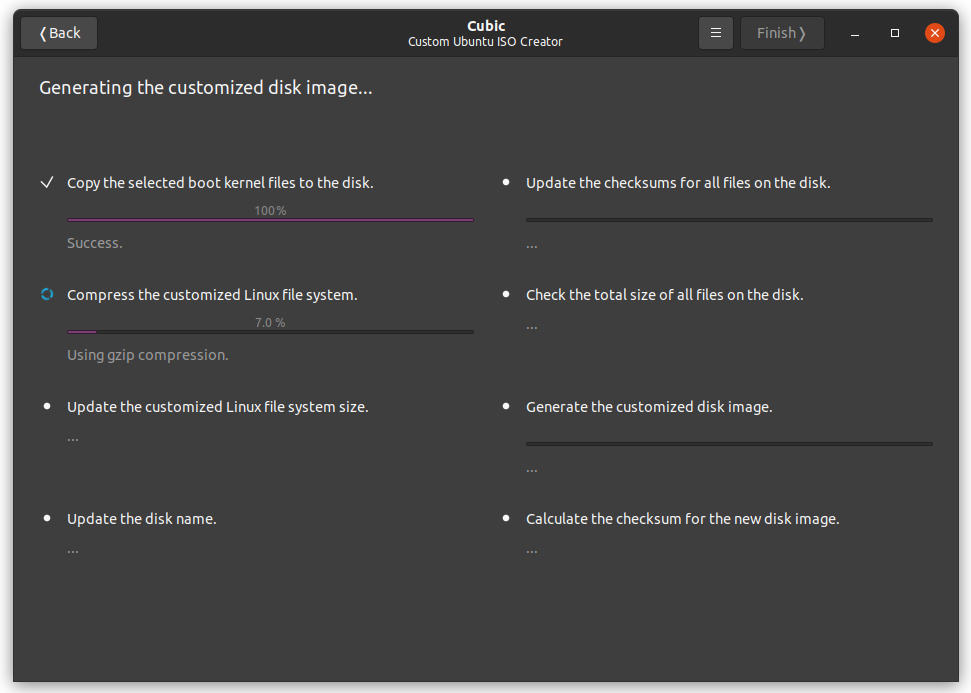 ❬Back
Cubic
Custom Ubuntu ISO Creator
Finish❭
Generating the customized disk image...
Copy the selected boot kernel files to the disk.
100%
Success.
Compress the customized Linux file system.
7.0 %
Using gzip compression.
Update the customized Linux file system size.
...
Update the disk name.
...
Update the checksums for all files on the disk.
...
Check the total size of all files on the disk.
...
Generate the customized disk image.
...
Calculate the checksum for the new disk image.
...